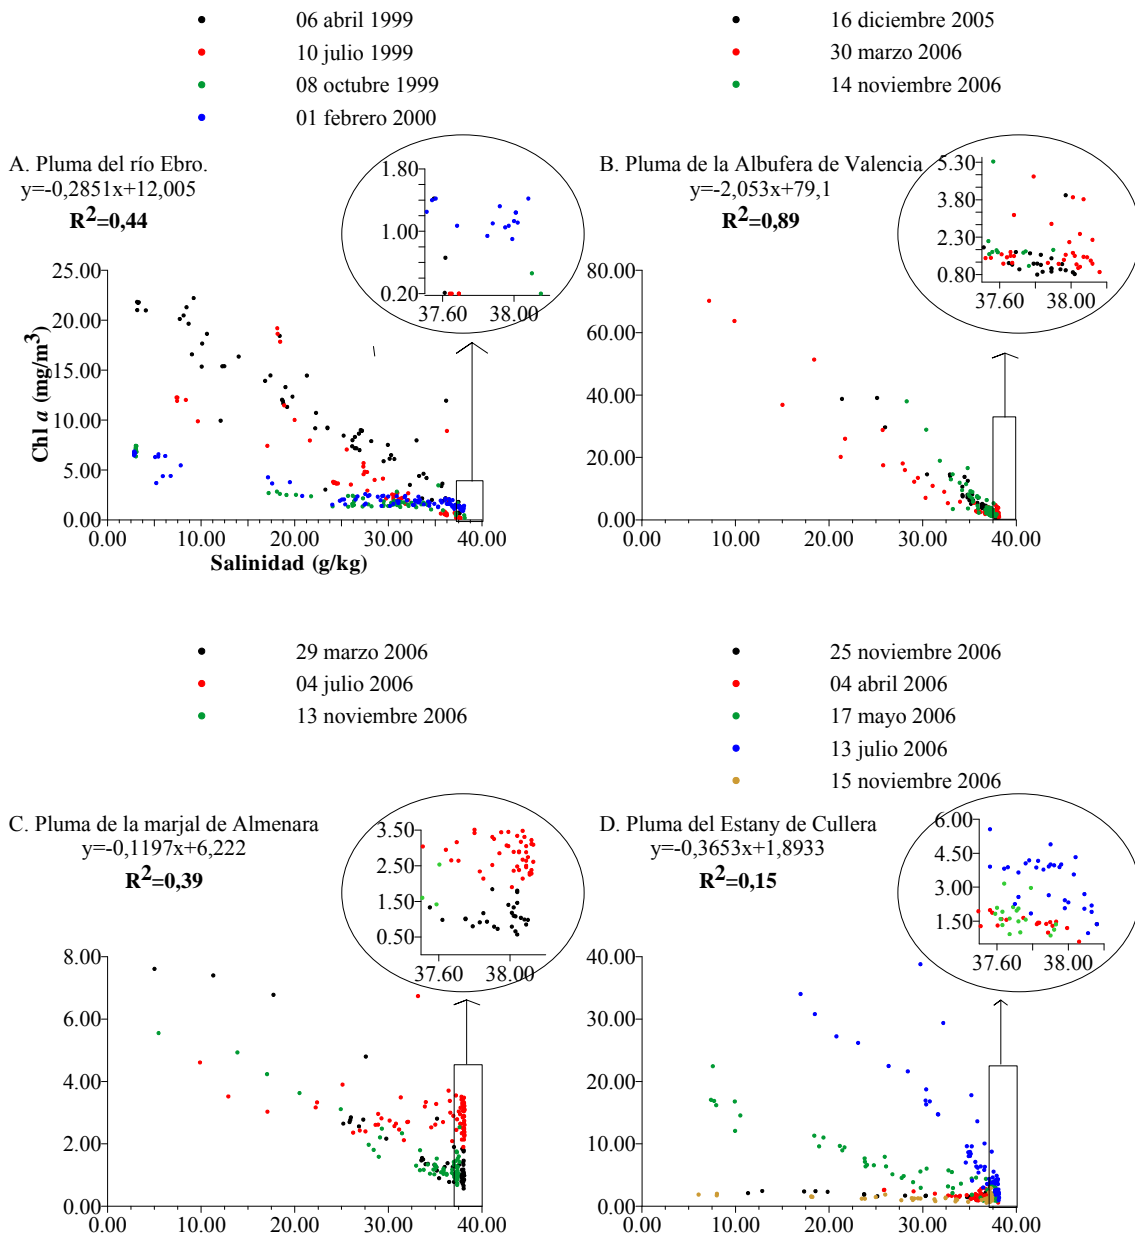 06 abril 1999
10 julio 1999
08 octubre 1999
01 febrero 2000
16 diciembre 2005
30 marzo 2006
14 noviembre 2006
A. Pluma del río Ebro.
y=-0,2851x+12,005
R²=0,44
1.80
1.00
0.20
37.60 38.00
25.00
20.00
15.00
10.00
5.00
0.00
0.00 10.00 20.00 30.00 40.00
Chl a (mg/m³)
Salinidad (g/kg)
B. Pluma de la Albufera de Valencia
y=-2,053x+79,1
R²=0,89
5.30
3.80
2.30
0.80
37.60 38.00
80.00
60.00
40.00
20.00
0.00
0.00 10.00 20.00 30.00 40.00
29 marzo 2006
04 julio 2006
13 noviembre 2006
25 noviembre 2006
04 abril 2006
17 mayo 2006
13 julio 2006
15 noviembre 2006
C. Pluma de la marjal de Almenara
y=-0,1197x+6,222
R²=0,39
3.50
2.50
1.50
0.50
37.60 38.00
8.00
6.00
4.00
2.00
0.00
0.00 10.00 20.00 30.00 40.00
D. Pluma del Estany de Cullera
y=-0,3653x+1,8933
R²=0,15
6.00
4.50
3.00
1.50
37.60 38.00
40.00
30.00
20.00
10.00
0.00
0.00 10.00 20.00 30.00 40.00